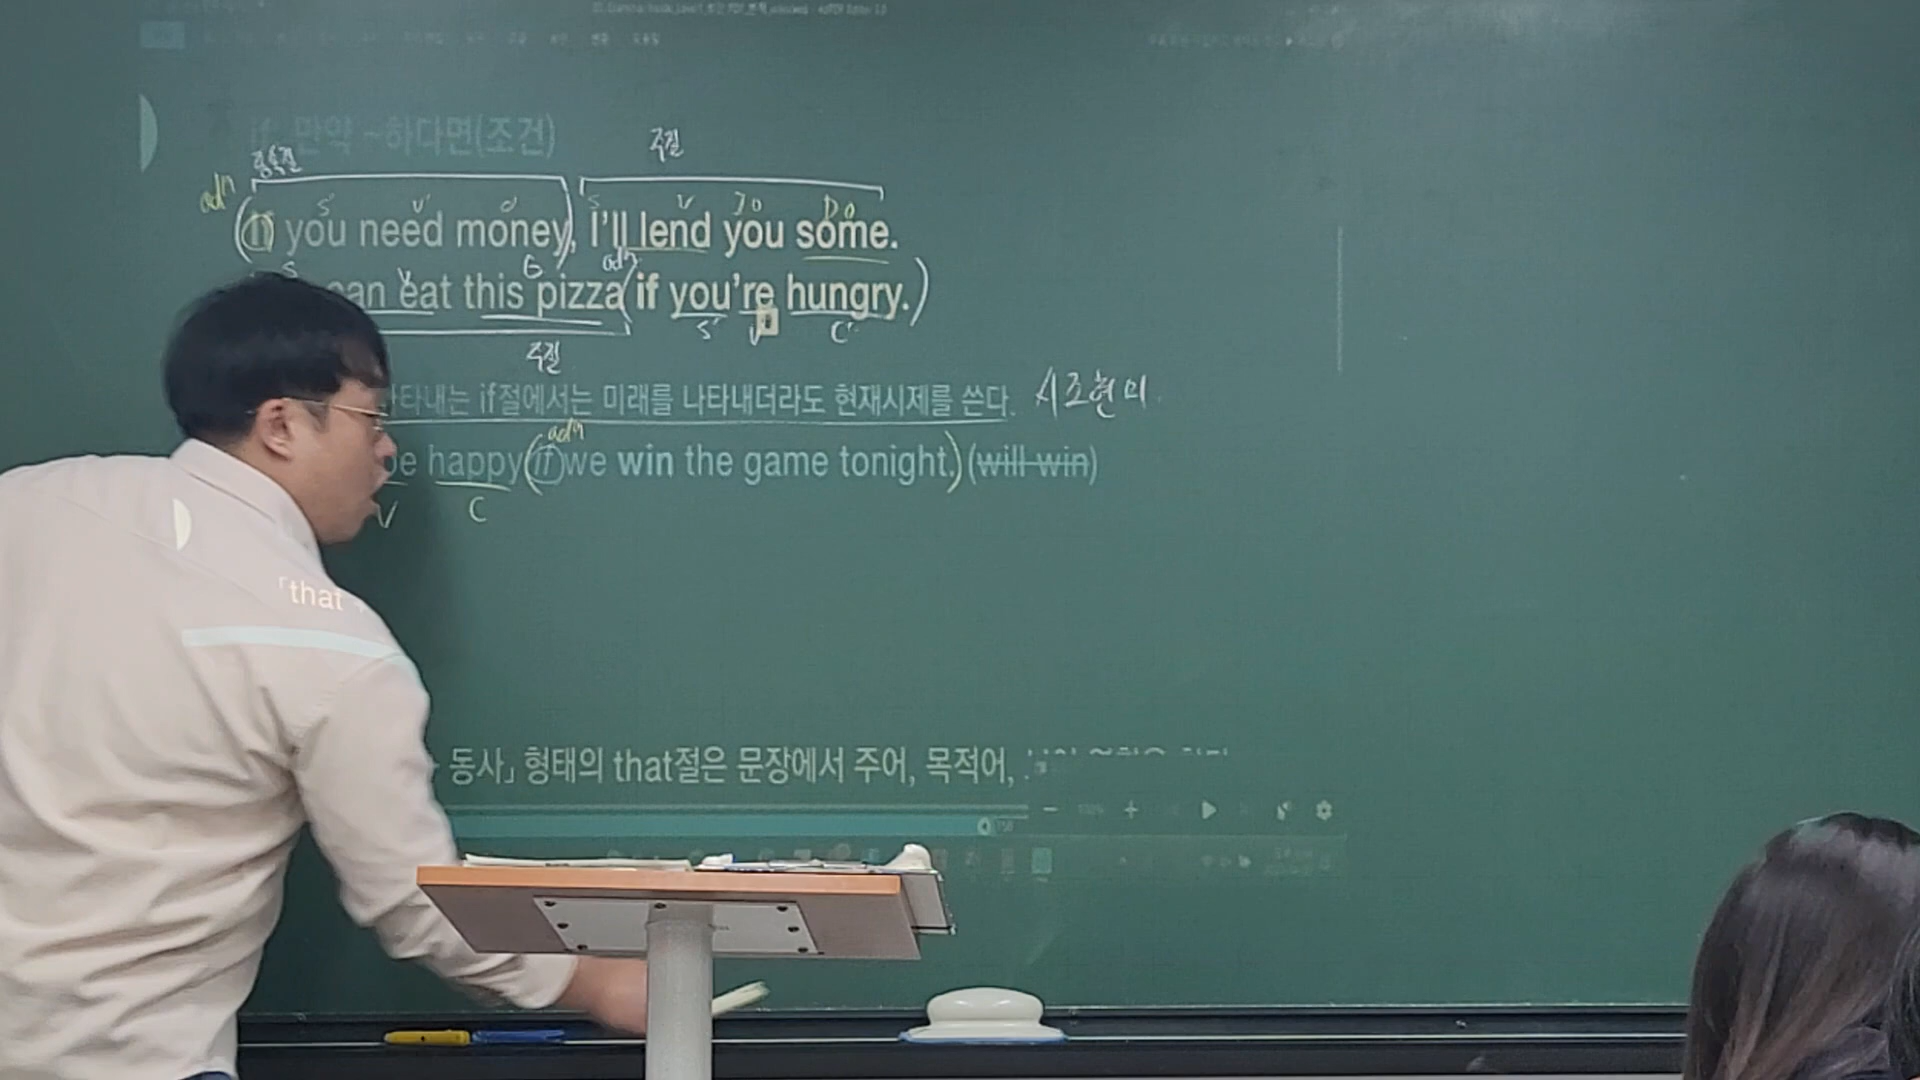 if 만약 ~하다면(조건)
종속절 주절
adv S' V' O' S V IO DO
(If you need money), I'll lend you some.
S V O adv
can eat this pizza (if you're hungry.)
S' V' C'
주절
나타내는 if절에서는 미래를 나타내더라도 현재시제를 쓴다. 시조현미
adv
be happy (if we win the game tonight.) (will win)
V C
「that
동사」 형태의 that절은 문장에서 주어, 목적어,